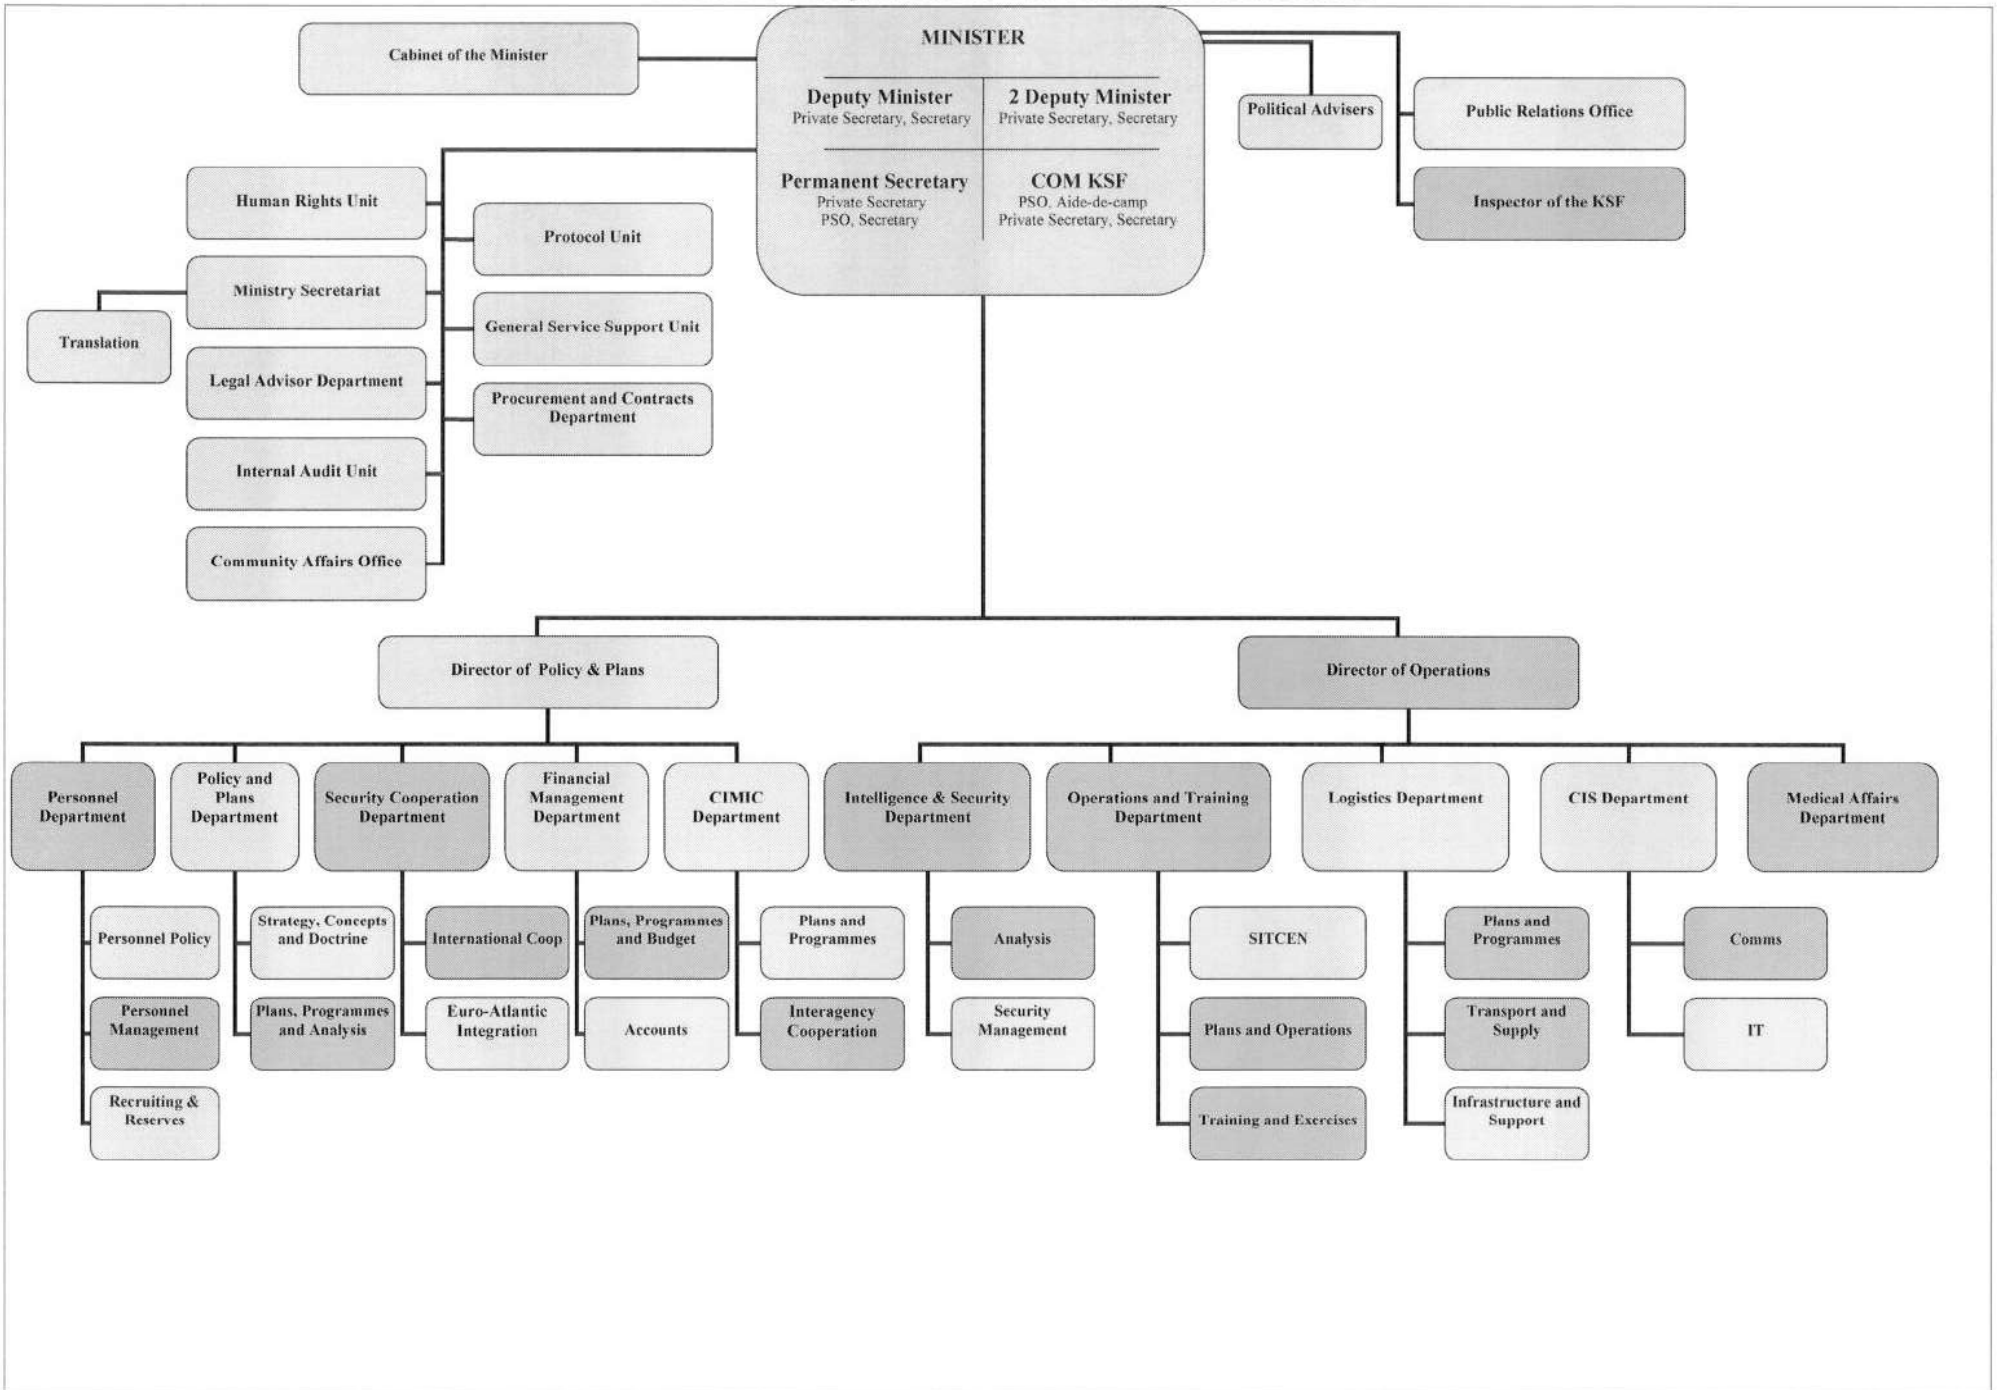 MINISTER
Cabinet of the Minister
Deputy Minister
Private Secretary, Secretary
2 Deputy Minister
Private Secretary, Secretary
Permanent Secretary
Private Secretary
PSO, Secretary
COM KSF
PSO, Aide-de-camp
Private Secretary, Secretary
Political Advisers
Public Relations Office
Inspector of the KSF
Human Rights Unit
Protocol Unit
Ministry Secretariat
General Service Support Unit
Translation
Legal Advisor Department
Procurement and Contracts
Department
Internal Audit Unit
Community Affairs Office
Director of Policy & Plans
Director of Operations
Personnel
Department
Policy and
Plans
Department
Security Cooperation
Department
Financial
Management
Department
CIMIC
Department
Intelligence & Security
Department
Operations and Training
Department
Logistics Department
CIS Department
Medical Affairs
Department
Personnel Policy
Strategy, Concepts
and Doctrine
International Coop
Plans, Programmes
and Budget
Plans and
Programmes
Analysis
SITCEN
Plans and
Programmes
Comms
Personnel
Management
Plans, Programmes
and Analysis
Euro-Atlantic
Integration
Accounts
Interagency
Cooperation
Security
Management
Plans and Operations
Transport and
Supply
IT
Recruiting &
Reserves
Training and Exercises
Infrastructure and
Support